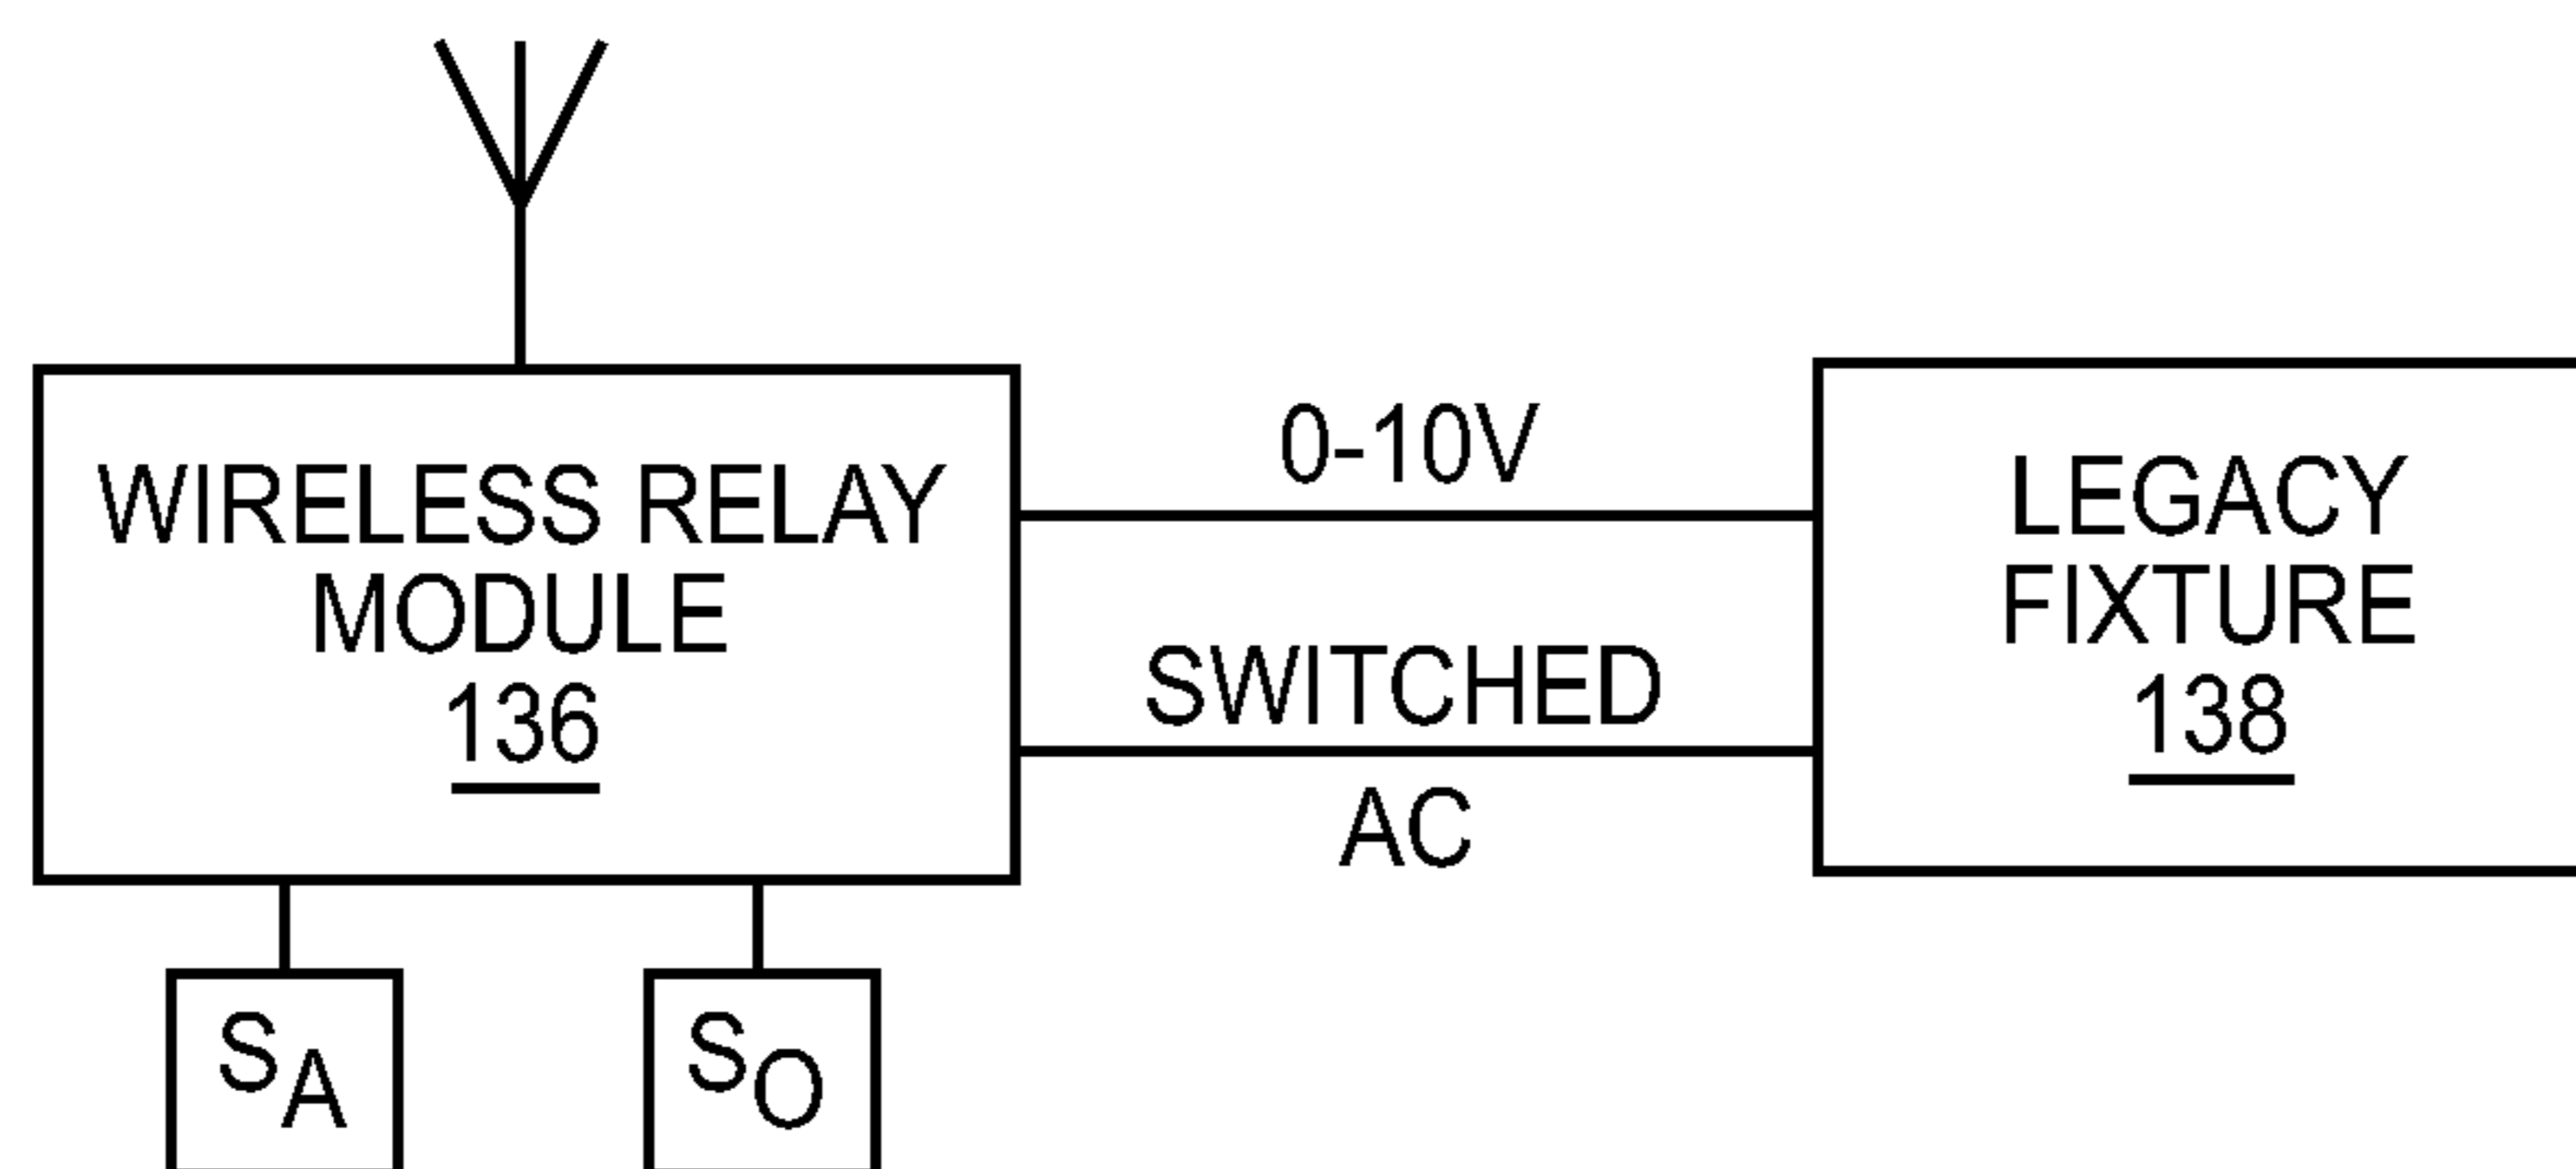 WIRELESS RELAY
MODULE
136
0-10V
SWITCHED
AC
LEGACY
FIXTURE
138
SA
SO